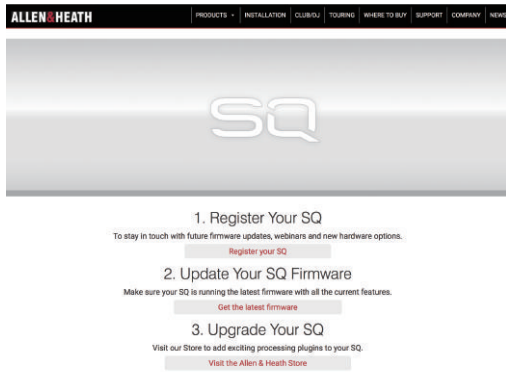 ALLEN&HEATH
PRODUCTS INSTALLATION CLUB/DJ TOURING WHERE TO BUY SUPPORT COMPANY NEWS
SQ
1. Register Your SQ
To stay in touch with future firmware updates, webinars and new hardware options.
Register your SQ
2. Update Your SQ Firmware
Make sure your SQ is running the latest firmware with all the current features.
Get the latest firmware
3. Upgrade Your SQ
Visit our Store to add exciting processing plugins to your SQ.
Visit the Allen & Heath Store